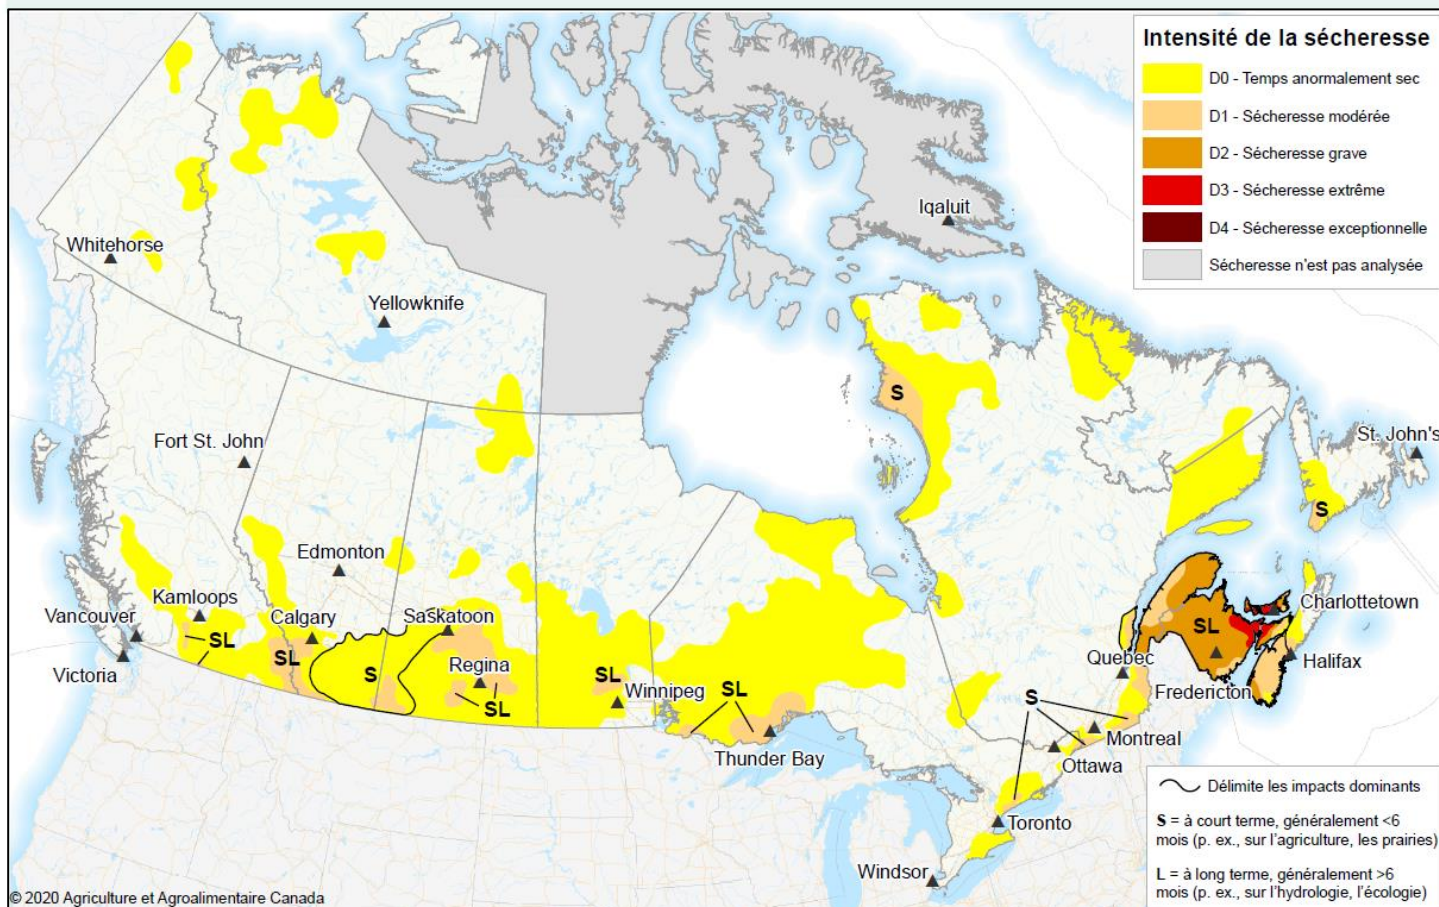 Intensité de la sécheresse
D0 - Temps anormalement sec
D1 - Sécheresse modérée
D2 - Sécheresse grave
D3 - Sécheresse extrême
D4 - Sécheresse exceptionnelle
Sécheresse n'est pas analysée
Iqaluit
Whitehorse
Yellowknife
S
Fort St. John
St. John's
S
Edmonton
Kamloops
Charlottetown
Vancouver
Calgary
Saskatoon
SL
SL
SL
Victoria
S
Regina
Quebec
Halifax
SL
Winnipeg
SL
S
Fredericton
SL
Montreal
Thunder Bay
Ottawa
Délimite les impacts dominants
Toronto
S = à court terme, généralement <6
mois (p. ex., sur l'agriculture, les prairies)
Windsor
L = à long terme, généralement >6
mois (p. ex., sur l'hydrologie, l'écologie)
© 2020 Agriculture et Agroalimentaire Canada